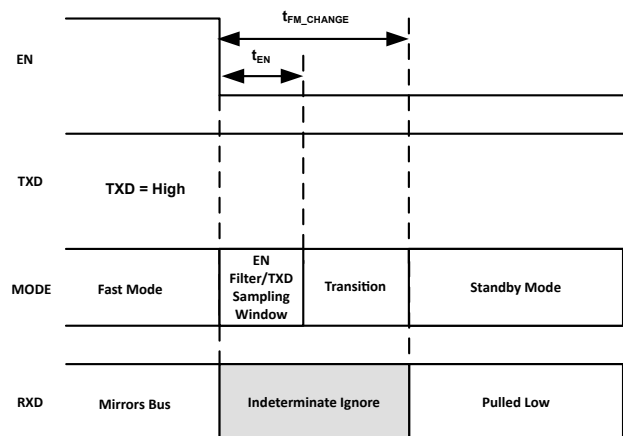 tFM_CHANGE
EN
tEN
TXD
TXD = High
MODE
Fast Mode
EN
Filter/TXD
Sampling
Window
Transition
Standby Mode
RXD
Mirrors Bus
Indeterminate Ignore
Pulled Low